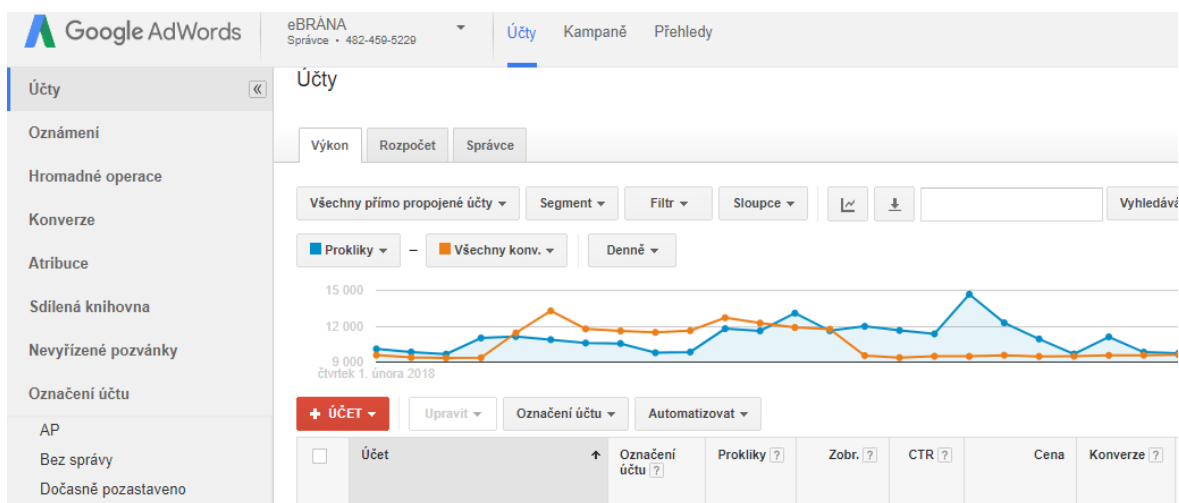 Google AdWords
eBRÁNA
Správce • 482-459-5229
Účty Kampaně Přehledy
Účty
Oznámení
Hromadné operace
Konverze
Atribuce
Sdílená knihovna
Nevyřízené pozvánky
Označení účtu
AP
Bez správy
Dočasně pozastaveno
Účty
Výkon Rozpočet Správce
Všechny přímo propojené účty Segment Filtr Sloupce Vyhledává
Prokliky – Všechny konv. Denně
15 000
12 000
9 000
čtvrtek 1. února 2018
+ ÚČET Upravit Označení účtu Automatizovat
Účet Označení účtu ? Prokliky ? Zobr. ? CTR ? Cena Konverze ?